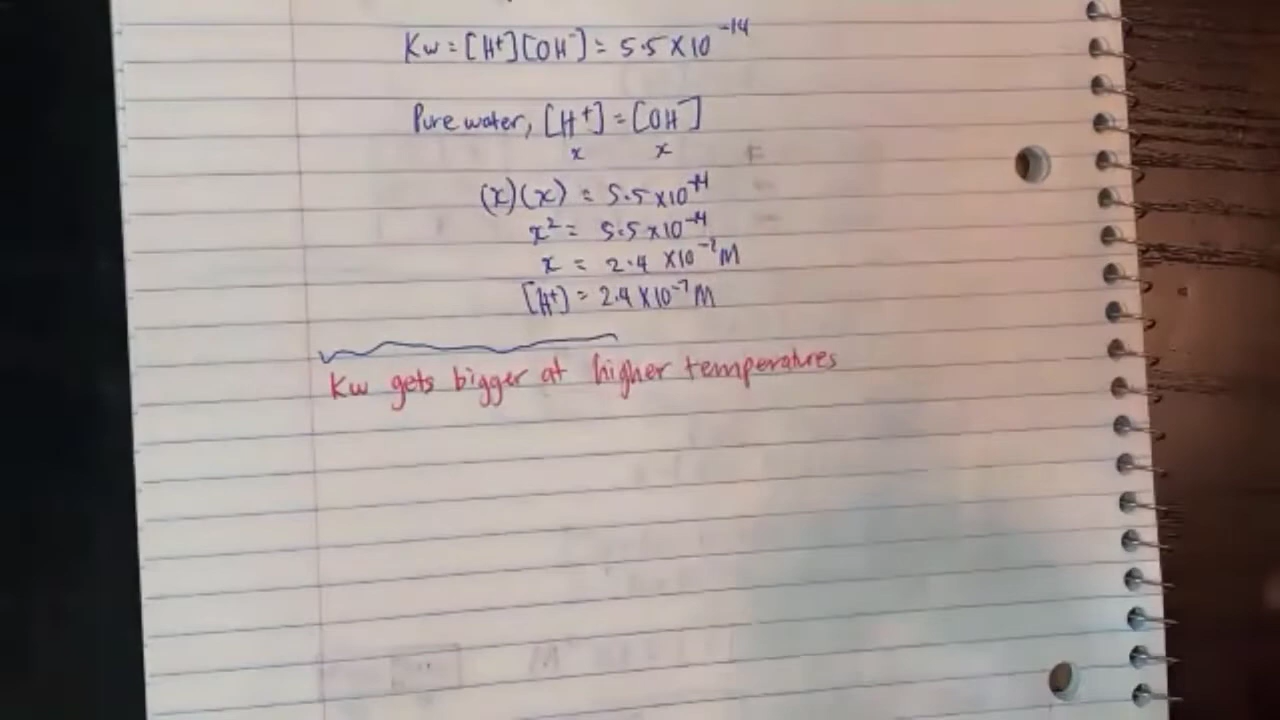 Kw = [H⁺][OH⁻] = 5.5 × 10⁻¹⁴
Pure water, [H⁺] = [OH⁻]
x x
(x)(x) = 5.5 × 10⁻¹⁴
x² = 5.5 × 10⁻¹⁴
x = 2.4 × 10⁻⁷ M
[H⁺] = 2.4 × 10⁻⁷ M
Kw gets bigger at higher temperatures